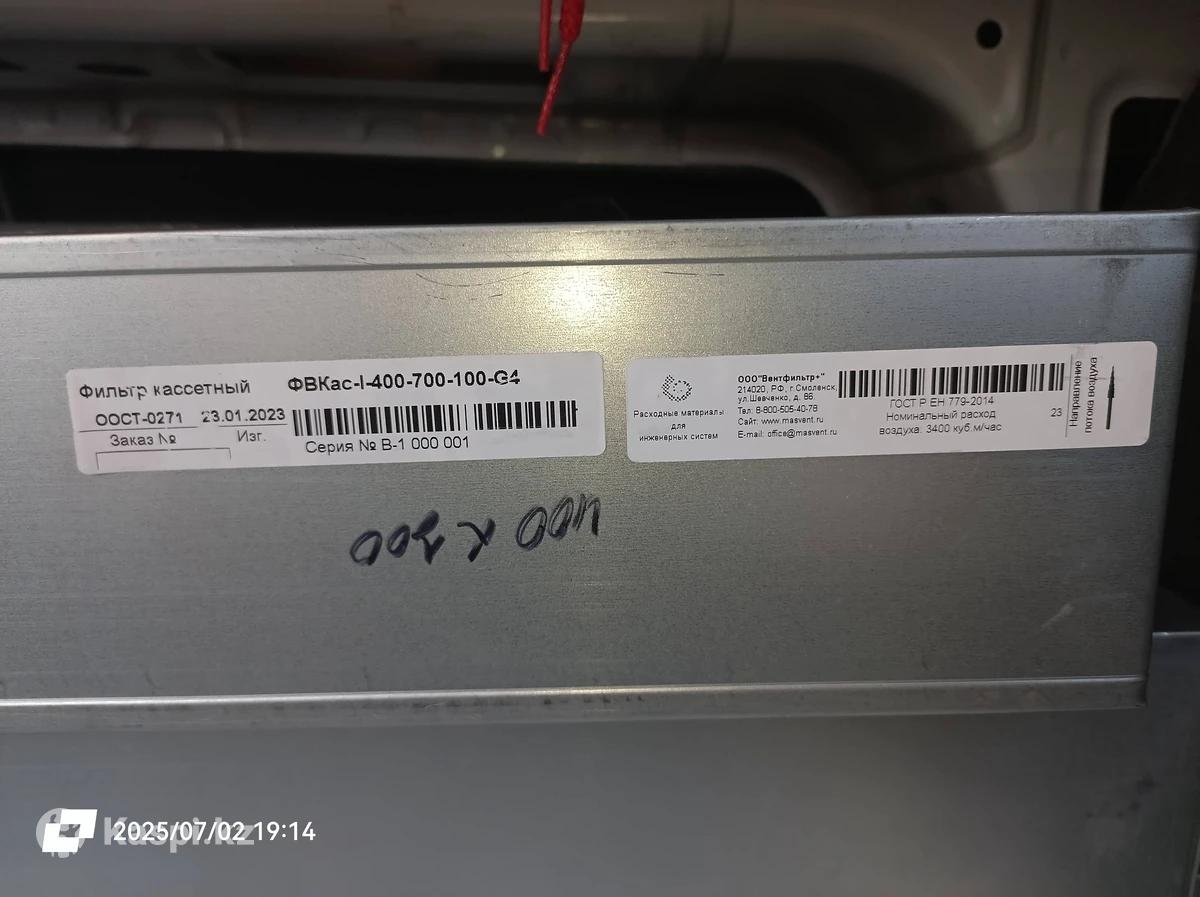 Фильтр кассетный
ФВКас-I-400-700-100-G4
ООСТ-0271
23.01.2023
Заказ №
Изг.
Серия № В-1 000 001
Расходные материалы
для
инженерных систем
ООО"Вентфильтр+"
214020, РФ, г.Смоленск,
ул.Шевченко, д. 86.
Тел: 8-800-505-40-78
Сайт: www.masvent.ru
E-mail: office@masvent.ru
ГОСТ Р ЕН 779-2014
Номинальный расход
воздуха: 3400 куб.м/час
23
Направление
потока воздуха
400 х
2025/07/02 19:14
Kaspi.kz